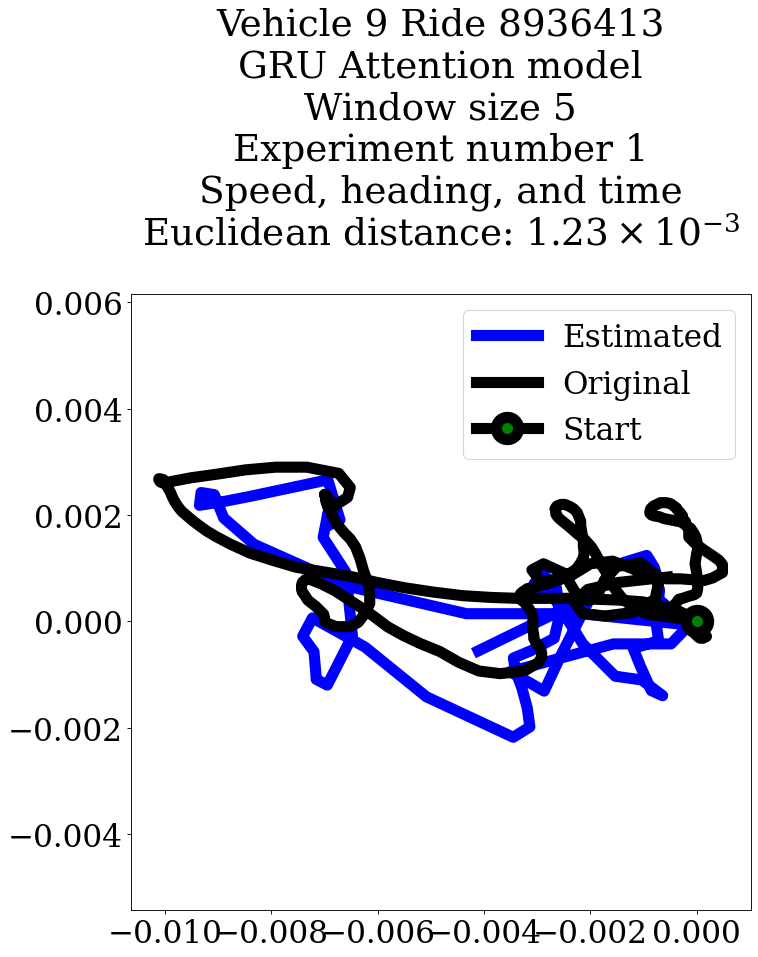 Vehicle 9 Ride 8936413
GRU Attention model
Window size 5
Experiment number 1
Speed, heading, and time
Euclidean distance: 1.23 × 10⁻³
0.006
0.004
0.002
0.000
−0.002
−0.004
Estimated
Original
Start
−0.010 −0.008 −0.006 −0.004 −0.002 0.000